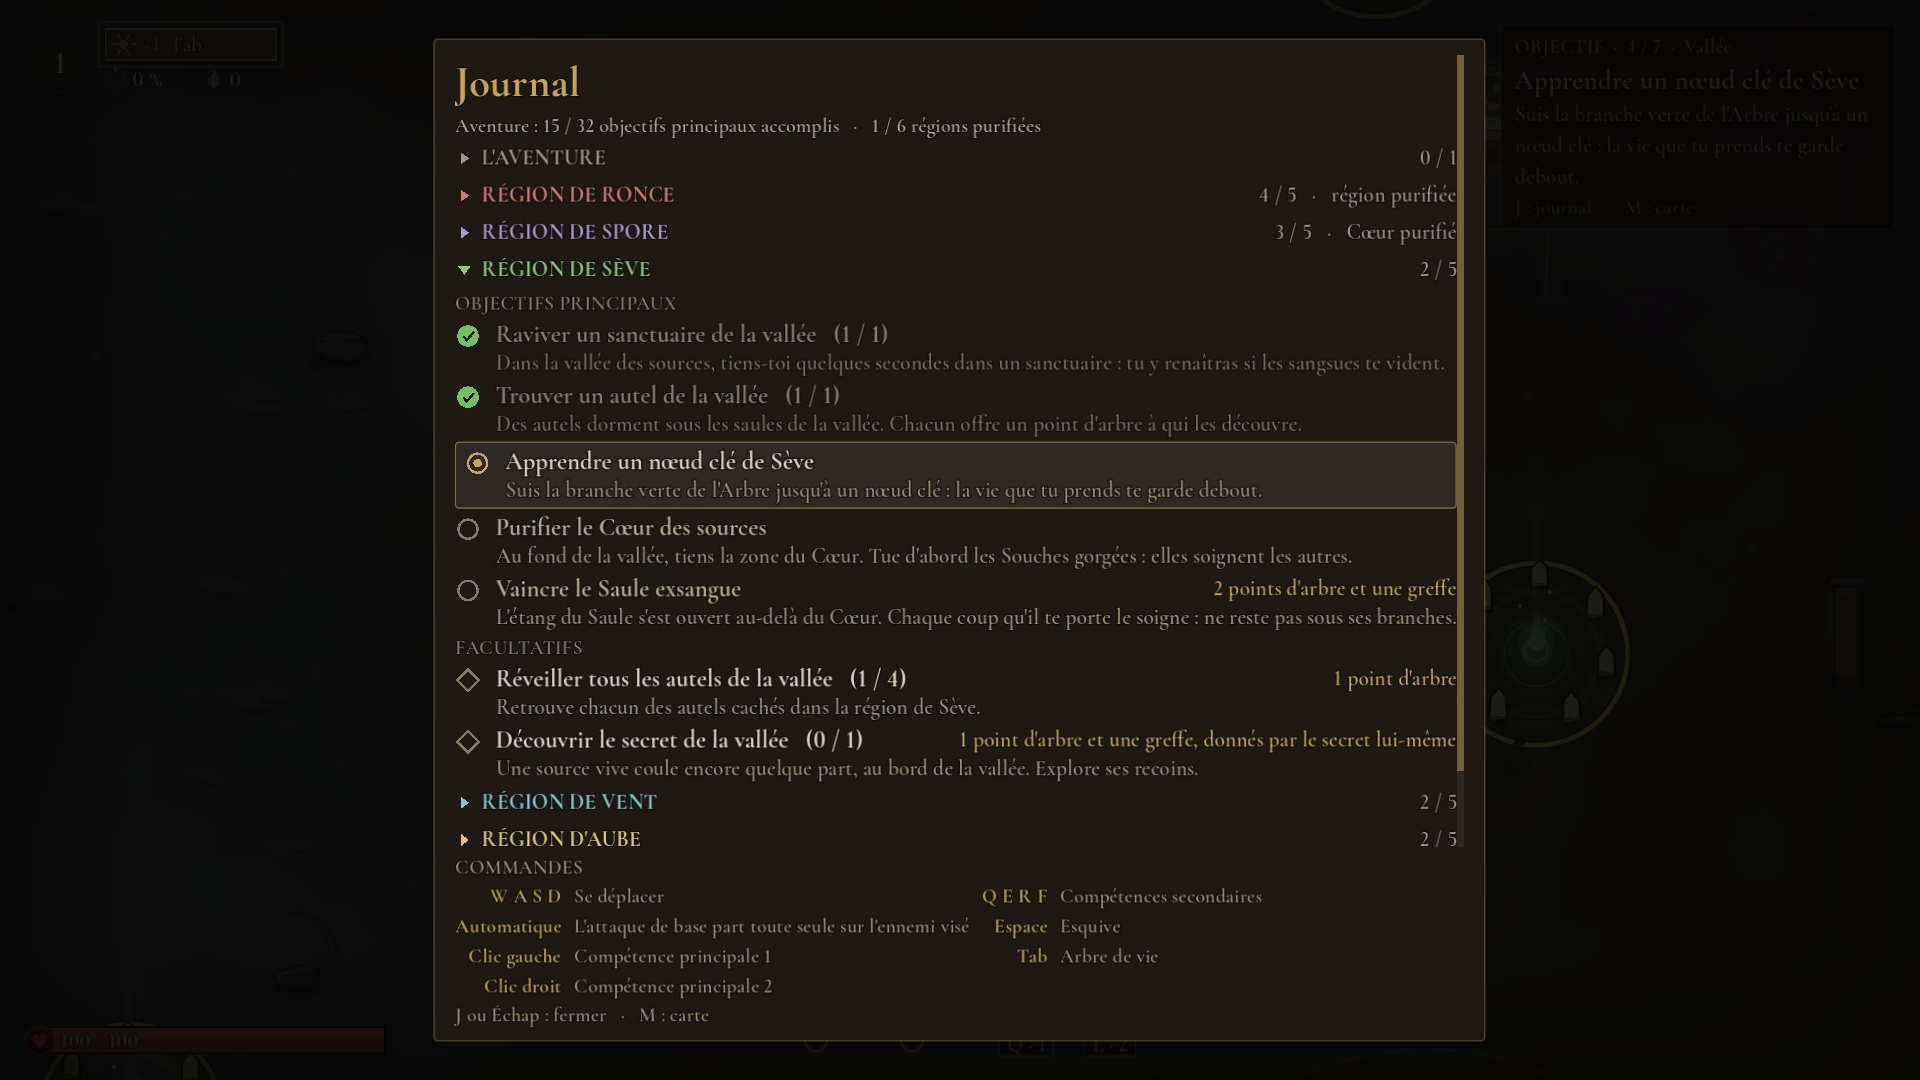 1
-1 Tab
0 %
0
OBJECTIF · 4 / 7 · Vallée
Apprendre un nœud clé de Sève
Suis la branche verte de l'Arbre jusqu'à un
nœud clé : la vie que tu prends te garde
debout.
J : journal · M : carte
Journal
Aventure : 15 / 32 objectifs principaux accomplis · 1 / 6 régions purifiées
L'AVENTURE 0 / 1
RÉGION DE RONCE 4 / 5 · région purifiée
RÉGION DE SPORE 3 / 5 · Cœur purifié
RÉGION DE SÈVE 2 / 5
OBJECTIFS PRINCIPAUX
Raviver un sanctuaire de la vallée (1 / 1)
Dans la vallée des sources, tiens-toi quelques secondes dans un sanctuaire : tu y renaîtras si les sangsues te vident.
Trouver un autel de la vallée (1 / 1)
Des autels dorment sous les saules de la vallée. Chacun offre un point d'arbre à qui les découvre.
Apprendre un nœud clé de Sève
Suis la branche verte de l'Arbre jusqu'à un nœud clé : la vie que tu prends te garde debout.
Purifier le Cœur des sources
Au fond de la vallée, tiens la zone du Cœur. Tue d'abord les Souches gorgées : elles soignent les autres.
Vaincre le Saule exsangue 2 points d'arbre et une greffe
L'étang du Saule s'est ouvert au-delà du Cœur. Chaque coup qu'il te porte le soigne : ne reste pas sous ses branches.
FACULTATIFS
Réveiller tous les autels de la vallée (1 / 4) 1 point d'arbre
Retrouve chacun des autels cachés dans la région de Sève.
Découvrir le secret de la vallée (0 / 1) 1 point d'arbre et une greffe, donnés par le secret lui-même
Une source vive coule encore quelque part, au bord de la vallée. Explore ses recoins.
RÉGION DE VENT 2 / 5
RÉGION D'AUBE 2 / 5
COMMANDES
W A S D Se déplacer Q E R F Compétences secondaires
Automatique L'attaque de base part toute seule sur l'ennemi visé Espace Esquive
Clic gauche Compétence principale 1 Tab Arbre de vie
Clic droit Compétence principale 2
J ou Échap : fermer · M : carte
100 / 100